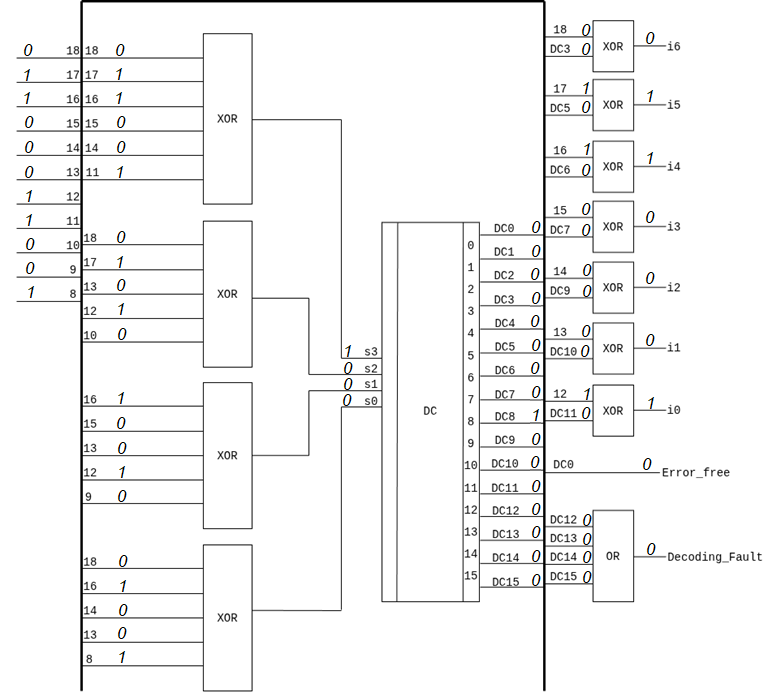 0 18 18 0
1 17 17 1
1 16 16 1
0 15 15 0
0 14 14 0
0 13 11 1
1 12
1 11
0 10
0 9
1 8
XOR
18 0
17 1
13 0
12 1
10 0
XOR
16 1
15 0
13 0
12 1
9 0
XOR
18 0
16 1
14 0
13 0
8 1
XOR
1 s3
0 s2
0 s1
0 s0
DC
0 DC0 0
1 DC1 0
2 DC2 0
3 DC3 0
4 DC4 0
5 DC5 0
6 DC6 0
7 DC7 0
8 DC8 1
9 DC9 0
10 DC10 0
11 DC11 0
12 DC12 0
13 DC13 0
14 DC14 0
15 DC15 0
18 0
DC3 0
XOR 0 i6
17 1
DC5 0
XOR 1 i5
16 1
DC6 0
XOR 1 i4
15 0
DC7 0
XOR 0 i3
14 0
DC9 0
XOR 0 i2
13 0
DC10 0
XOR 0 i1
12 1
DC11 0
XOR 1 i0
DC0 0 Error_free
DC12 0
DC13 0
DC14 0
DC15 0
OR 0 Decoding_Fault